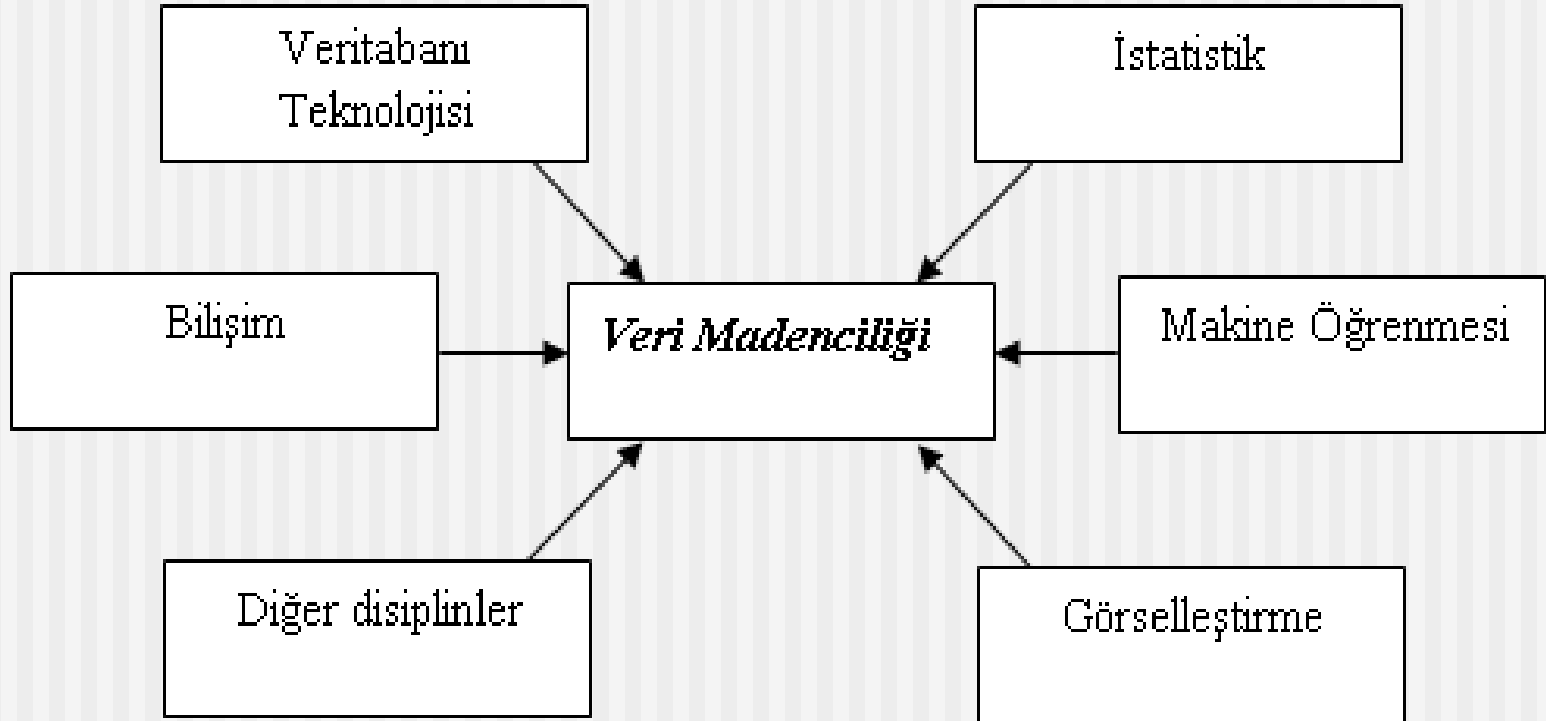 Veritabanı
Teknolojisi
İstatistik
Bilişim
Veri Madenciliği
Makine Öğrenmesi
Diğer disiplinler
Görselleştirme